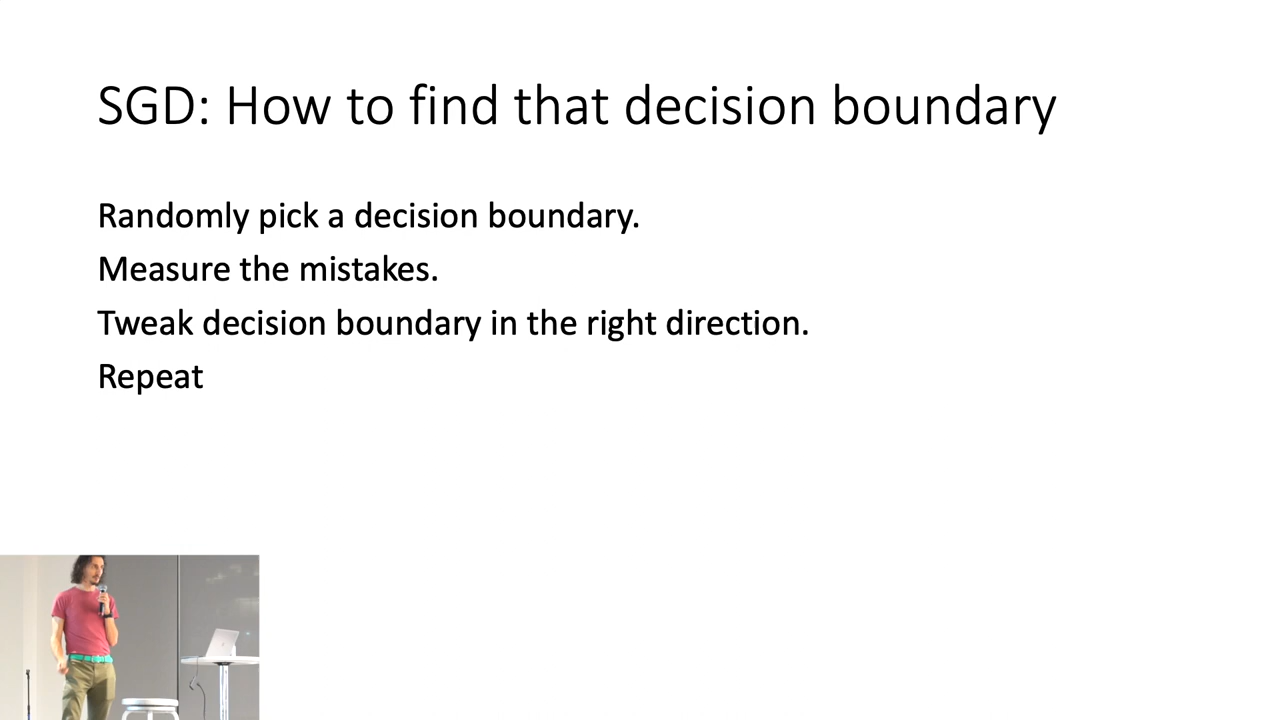 SGD: How to find that decision boundary
Randomly pick a decision boundary.
Measure the mistakes.
Tweak decision boundary in the right direction.
Repeat